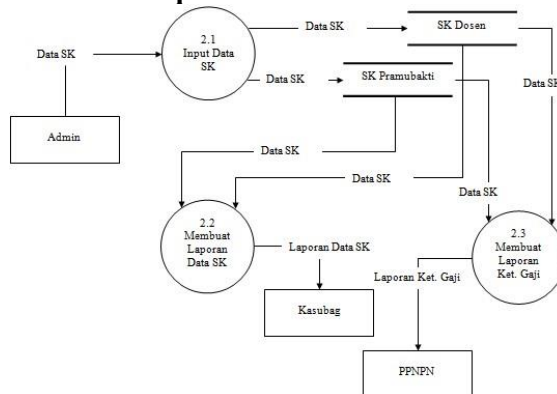 2.1
Input Data
SK
Data SK
SK Dosen
Data SK
Data SK
SK Pramubakti
Data SK
Admin
Data SK
Data SK
Data SK
2.2
Membuat
Laporan
Data SK
Laporan Data SK
2.3
Membuat
Laporan
Ket. Gaji
Laporan Ket. Gaji
Kasubag
PPNPN